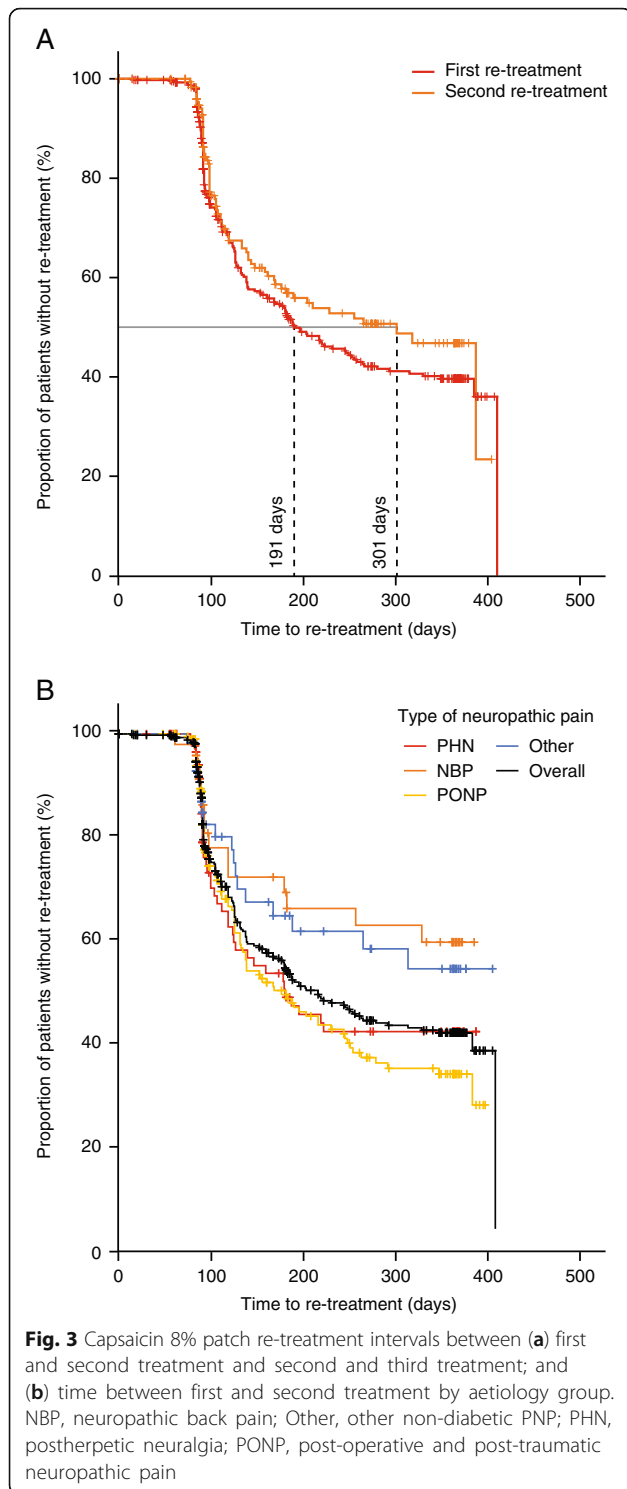 A
First re-treatment
Second re-treatment
Proportion of patients without re-treatment (%)
100
80
60
40
20
0
191 days
301 days
0 100 200 300 400 500
Time to re-treatment (days)
B
Type of neuropathic pain
PHN Other
NBP Overall
PONP
Proportion of patients without re-treatment (%)
100
80
60
40
20
0
0 100 200 300 400 500
Time to re-treatment (days)
Fig. 3 Capsaicin 8% patch re-treatment intervals between (a) first
and second treatment and second and third treatment; and
(b) time between first and second treatment by aetiology group.
NBP, neuropathic back pain; Other, other non-diabetic PNP; PHN,
postherpetic neuralgia; PONP, post-operative and post-traumatic
neuropathic pain